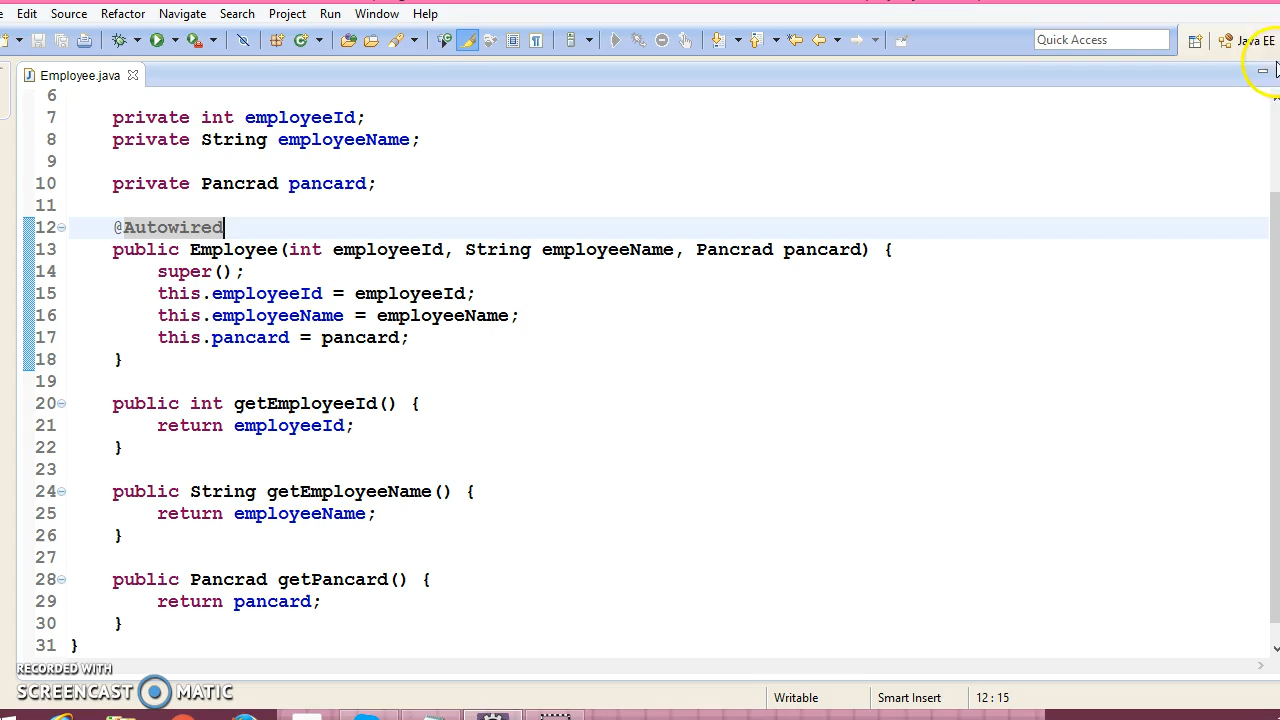 Edit Source Refactor Navigate Search Project Run Window Help
Quick Access
Java EE
Employee.java
6
7 private int employeeId;
8 private String employeeName;
9
10 private Pancrad pancard;
11
12 @Autowired
13 public Employee(int employeeId, String employeeName, Pancrad pancard) {
14 super();
15 this.employeeId = employeeId;
16 this.employeeName = employeeName;
17 this.pancard = pancard;
18 }
19
20 public int getEmployeeId() {
21 return employeeId;
22 }
23
24 public String getEmployeeName() {
25 return employeeName;
26 }
27
28 public Pancrad getPancard() {
29 return pancard;
30 }
31 }
RECORDED WITH
SCREENCAST MATIC
Writable Smart Insert 12 : 15